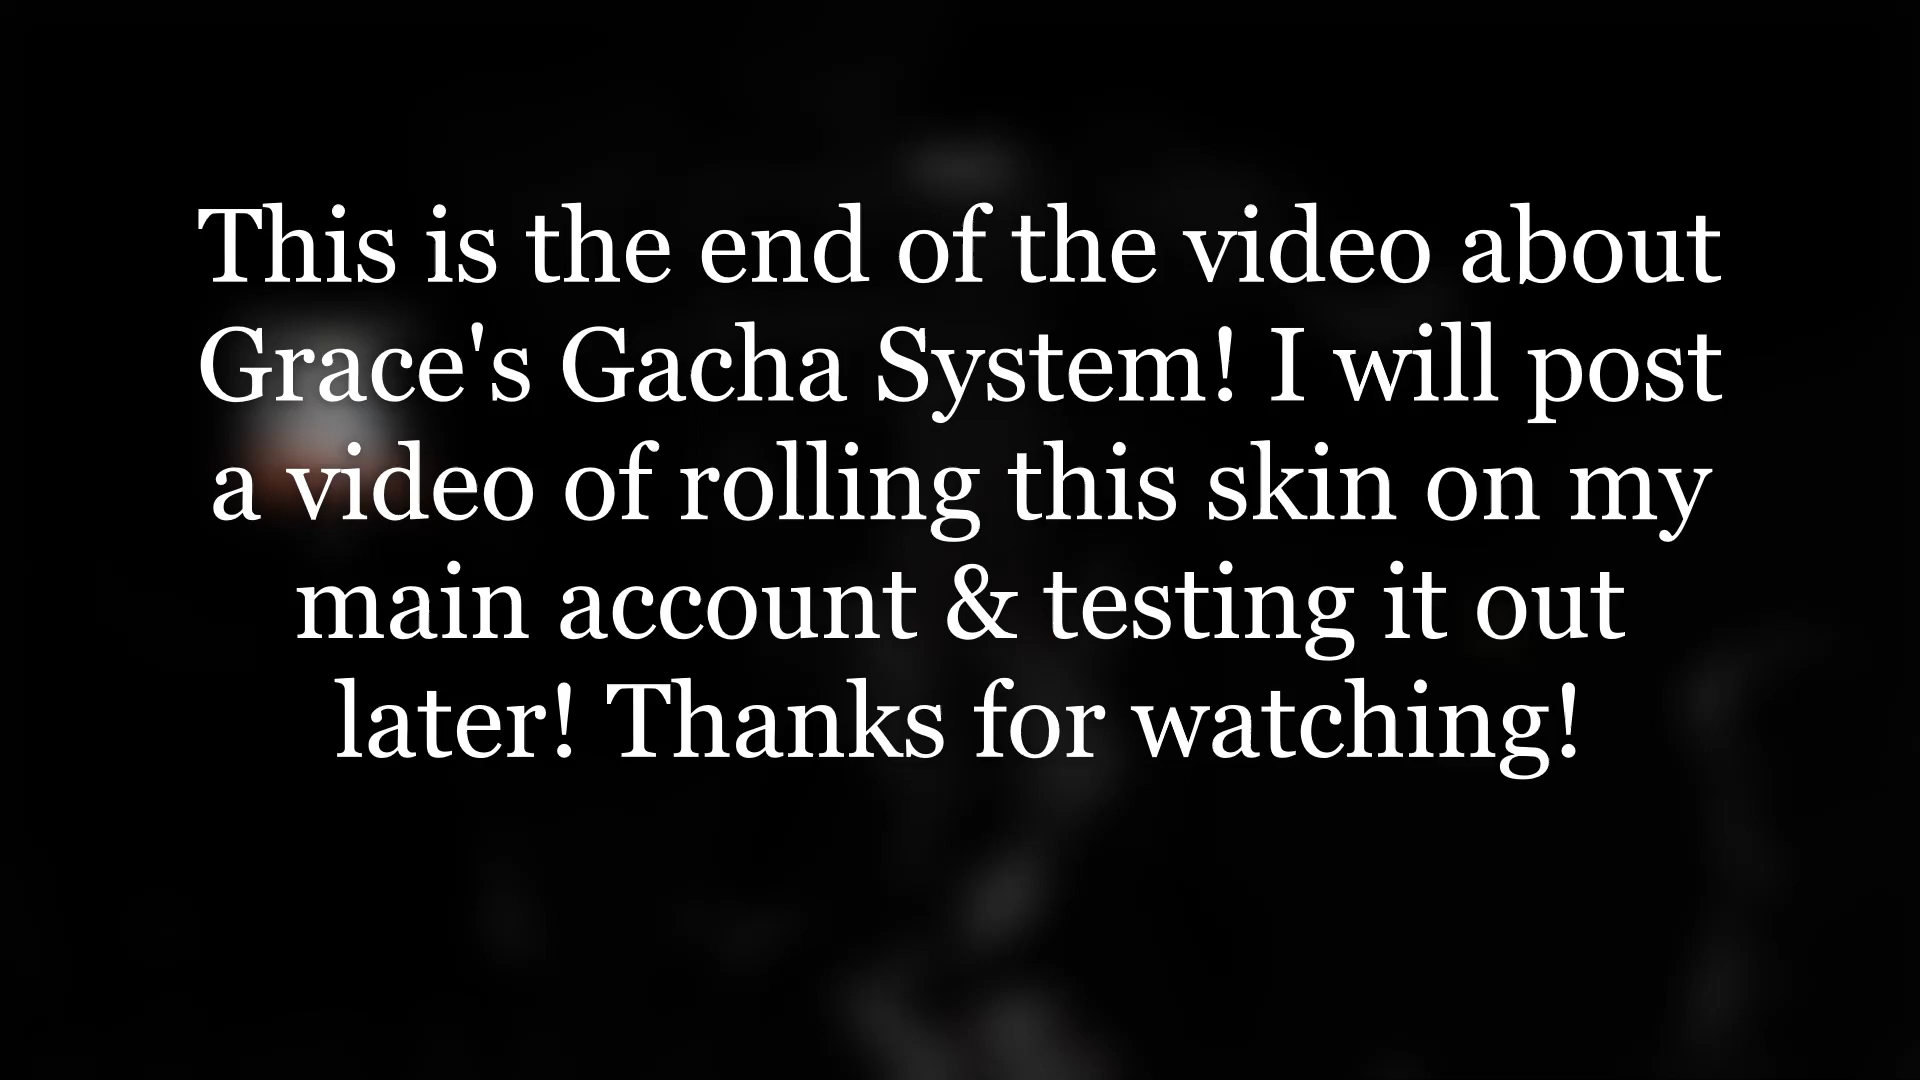 This is the end of the video about
Grace's Gacha System! I will post
a video of rolling this skin on my
main account & testing it out
later! Thanks for watching!